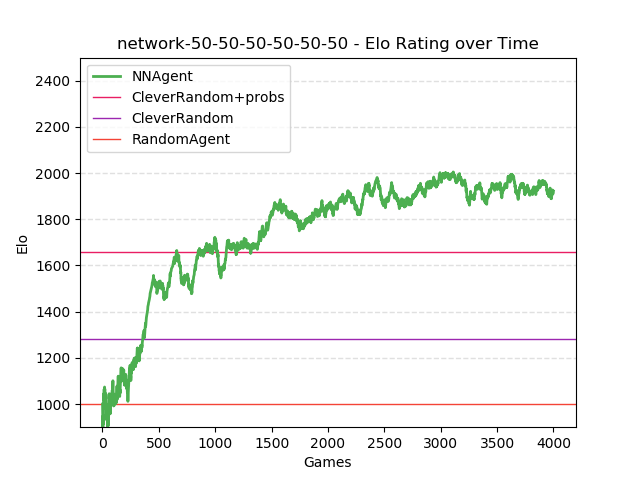 network-50-50-50-50-50-50 - Elo Rating over Time
NNAgent
CleverRandom+probs
CleverRandom
RandomAgent
2400
2200
2000
1800
1600
1400
1200
1000
Elo
0 500 1000 1500 2000 2500 3000 3500 4000
Games